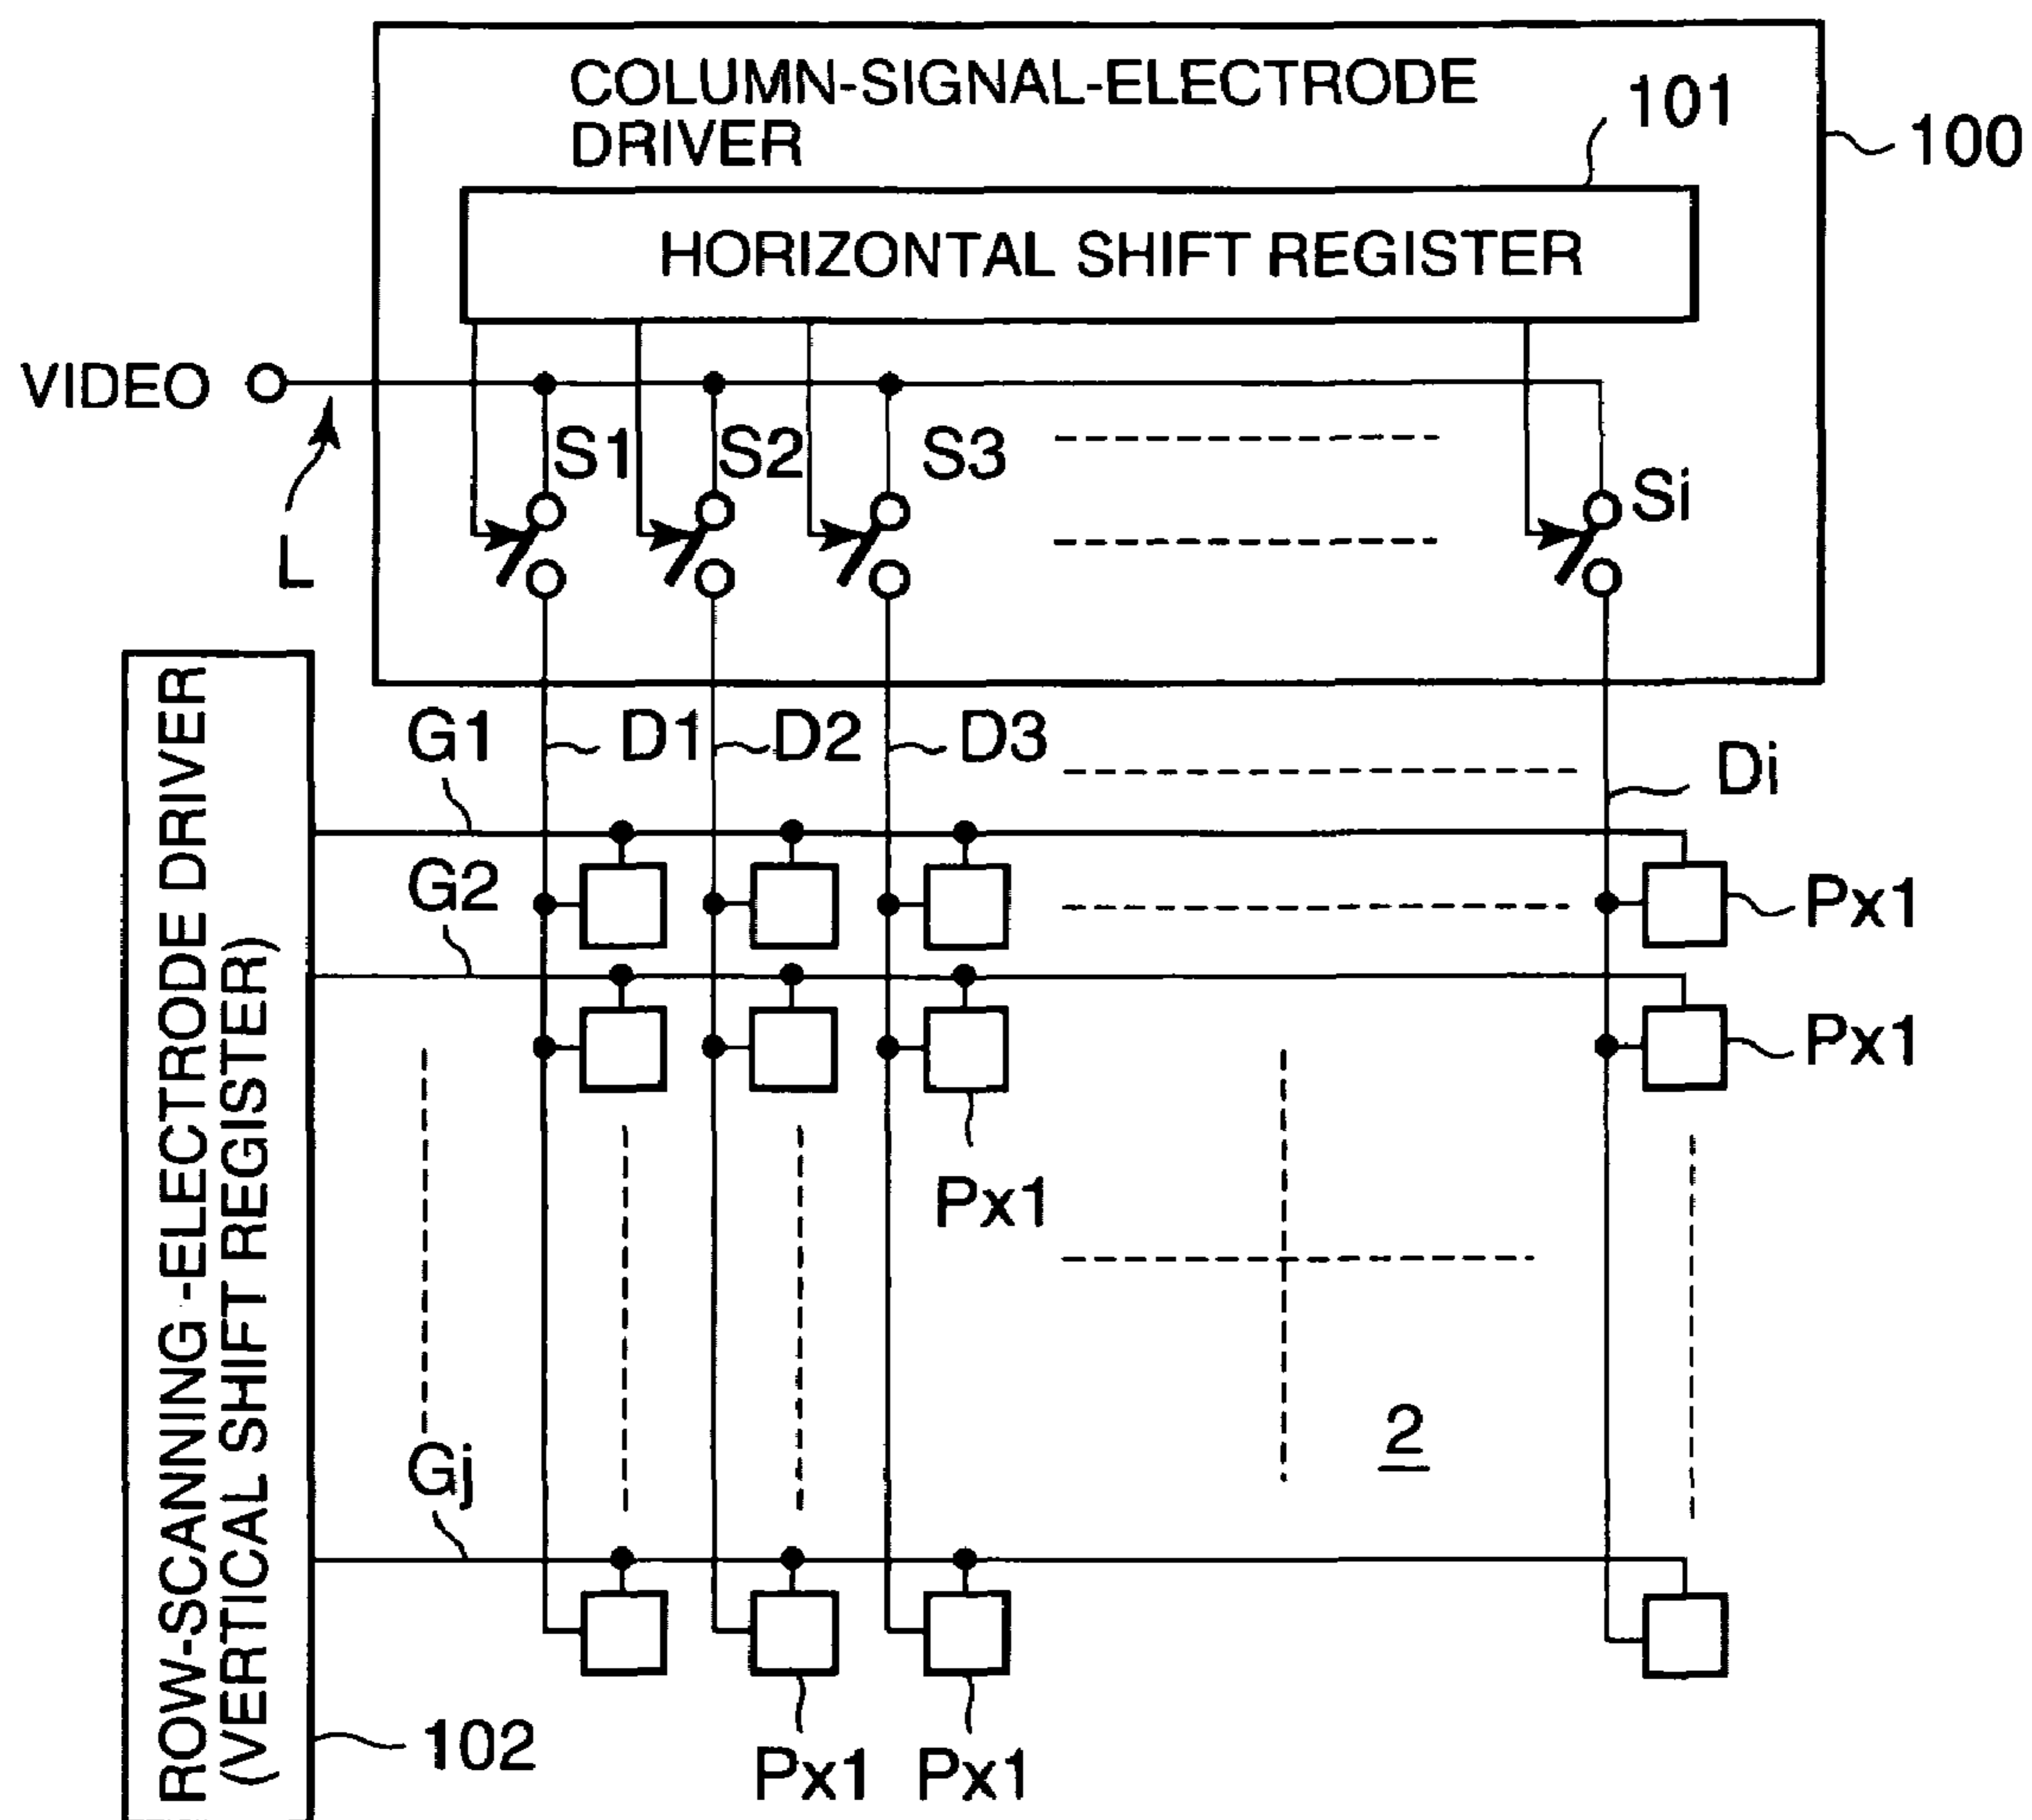 COLUMN-SIGNAL-ELECTRODE
DRIVER
101
100
HORIZONTAL SHIFT REGISTER
VIDEO
S1
S2
S3
Si
L
ROW-SCANNING -ELECTRODE DRIVER
(VERTICAL SHIFT REGISTER)
G1
D1
D2
D3
Di
G2
Px1
Px1
Px1
2
Gj
102
Px1
Px1